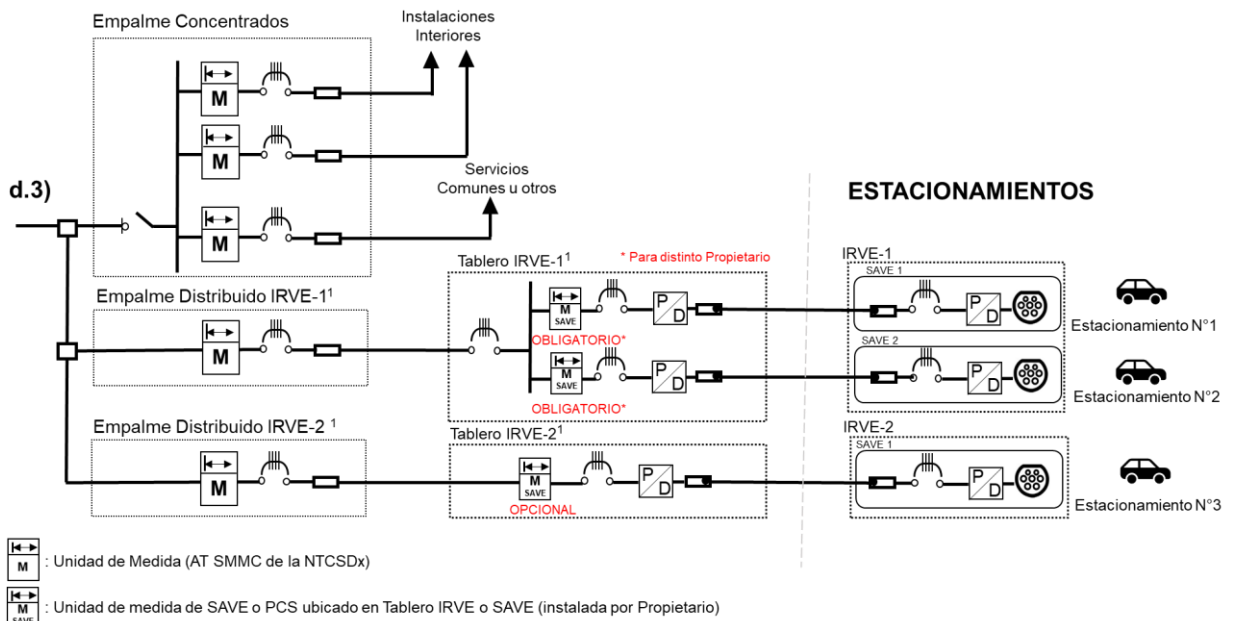 Empalme Concentrados
Instalaciones
Interiores
M
M
M
Servicios
Comunes u otros
d.3)
ESTACIONAMIENTOS
Tablero IRVE-1¹
* Para distinto Propietario
IRVE-1
SAVE 1
Empalme Distribuido IRVE-1¹
M
M
SAVE
P
D
P
D
OBLIGATORIO*
Estacionamiento N°1
SAVE 2
M
SAVE
P
D
P
D
OBLIGATORIO*
Estacionamiento N°2
Empalme Distribuido IRVE-2 ¹
Tablero IRVE-2¹
IRVE-2
SAVE 1
M
M
SAVE
P
D
P
D
OPCIONAL
Estacionamiento N°3
M
: Unidad de Medida (AT SMMC de la NTCSDx)
M
SAVE
: Unidad de medida de SAVE o PCS ubicado en Tablero IRVE o SAVE (instalada por Propietario)